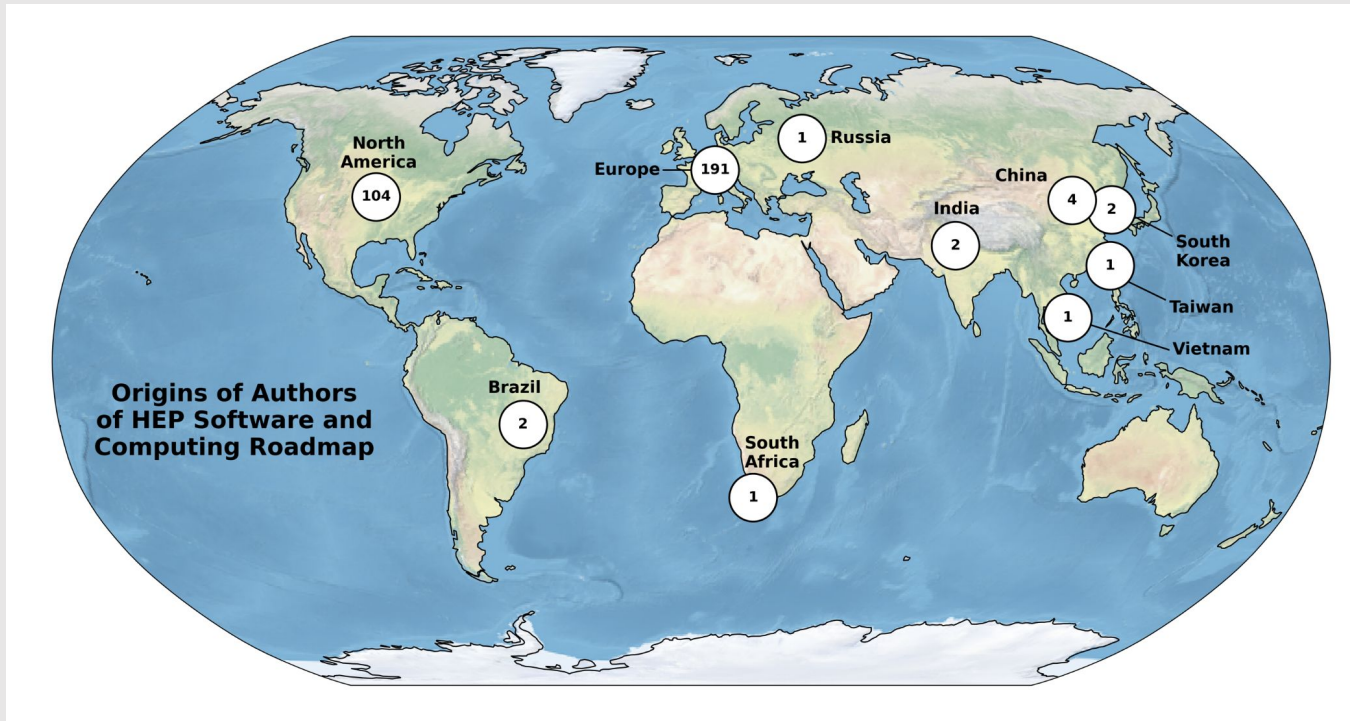 North
America
104
Europe
191
1
Russia
China
4
2
South
Korea
India
2
1
Taiwan
1
Vietnam
Brazil
2
South
Africa
1
Origins of Authors
of HEP Software and
Computing Roadmap